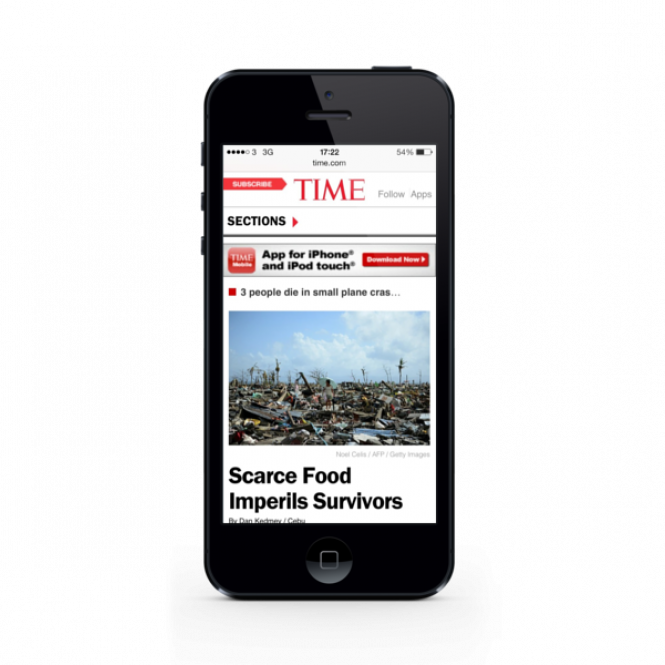 3 3G 17:22 54%
time.com
SUBSCRIBE TIME Follow Apps
SECTIONS
TIME
Mobile
App for iPhone®
and iPod touch®
Download Now
3 people die in small plane cras…
Noel Celis / AFP / Getty Images
Scarce Food
Imperils Survivors
By Dan Kedmey / Cebu